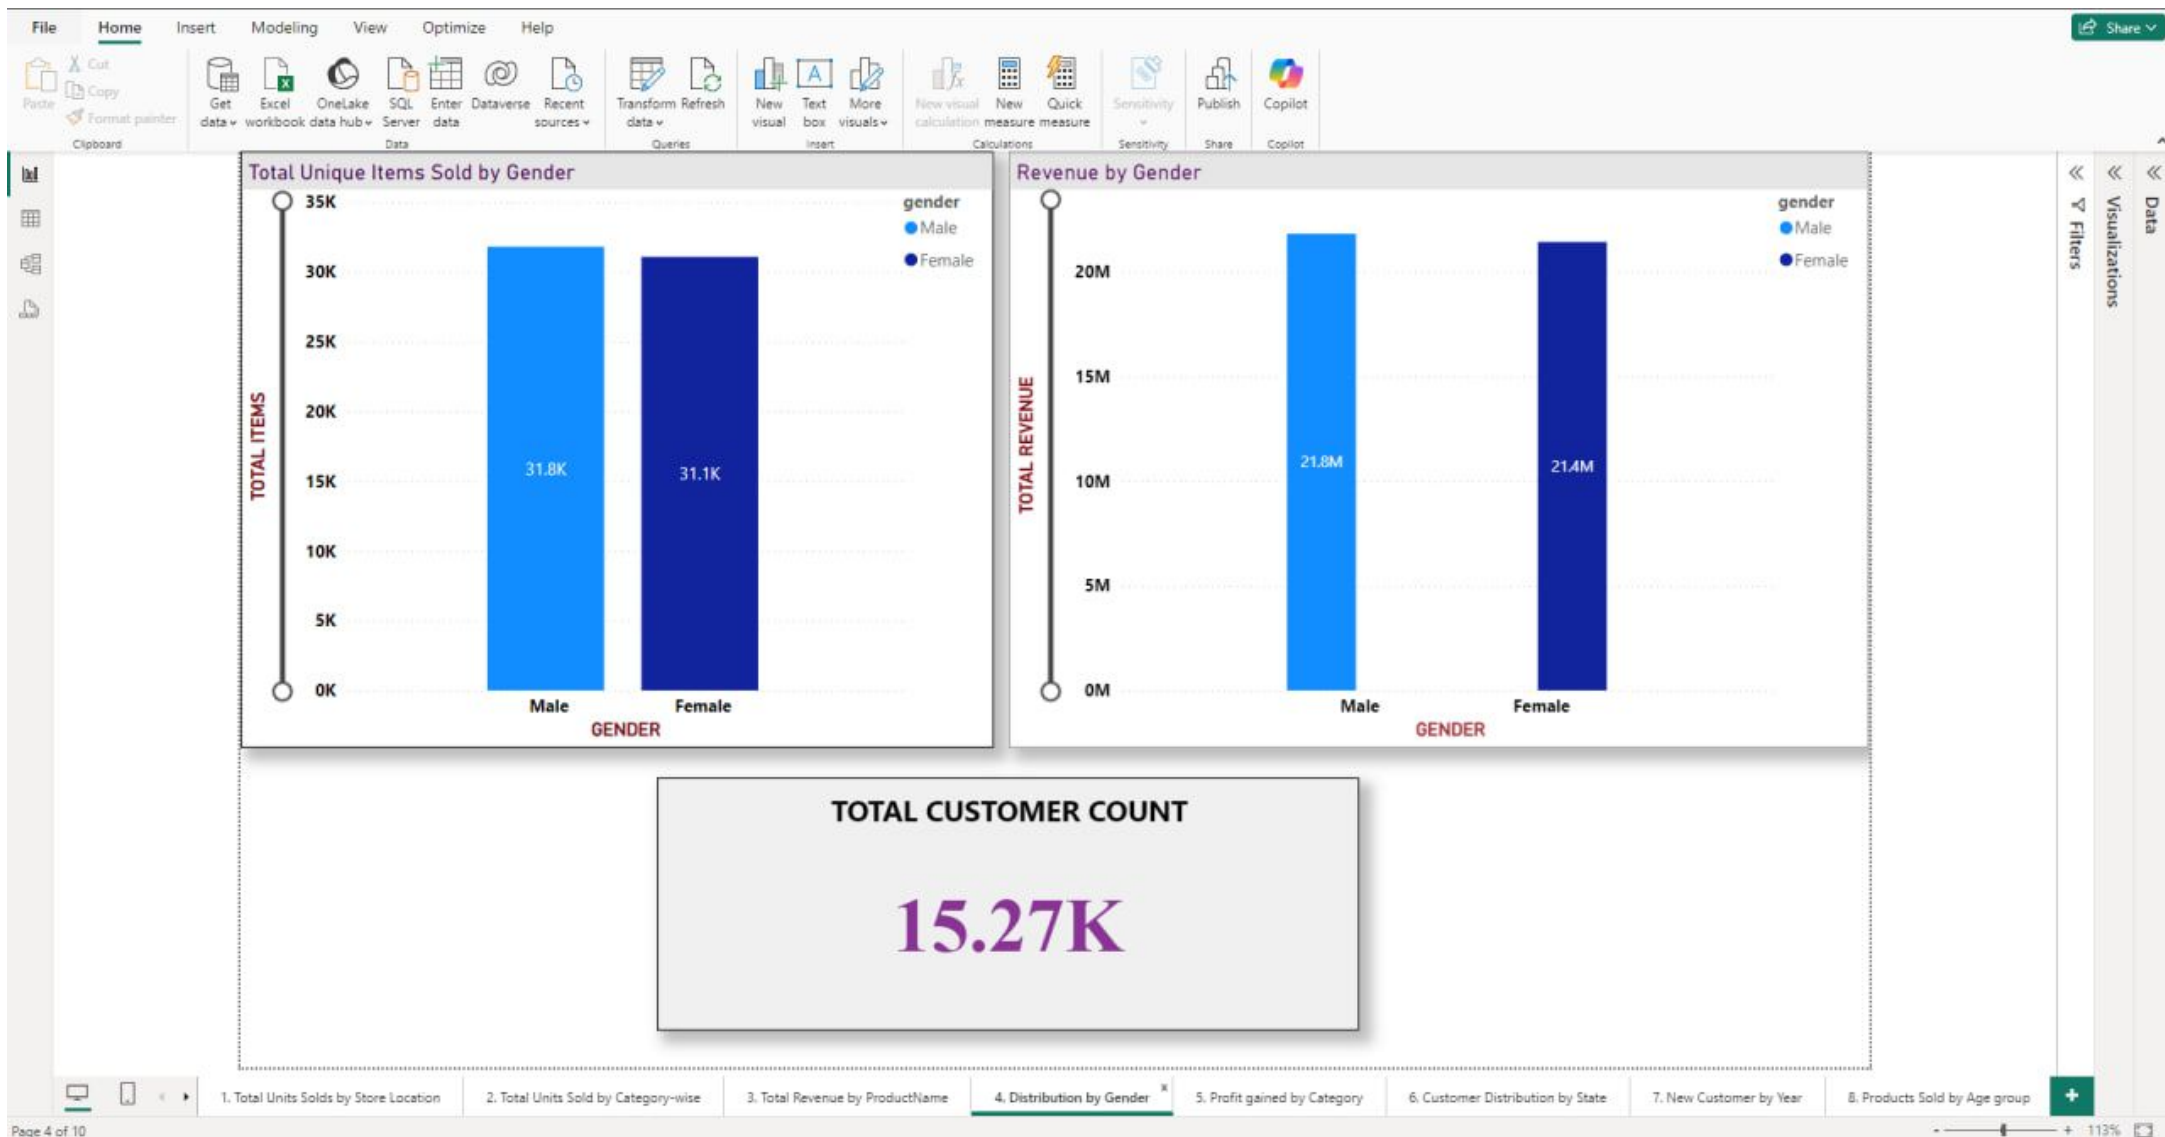 File Home Insert Modeling View Optimize Help Share
Paste
Cut
Copy
Format painter
Clipboard
Get data
Excel workbook
OneLake data hub
SQL Server
Enter data
Dataverse
Recent sources
Data
Transform data
Refresh
Queries
New visual
Text box
More visuals
Insert
New visual calculation
New measure
Quick measure
Calculations
Sensitivity
Sensitivity
Publish
Share
Copilot
Copilot
Total Unique Items Sold by Gender
TOTAL ITEMS
35K
30K
25K
20K
15K
10K
5K
0K
31.8K
31.1K
Male Female
GENDER
gender
Male
Female
Revenue by Gender
TOTAL REVENUE
20M
15M
10M
5M
0M
21.8M
21.4M
Male Female
GENDER
gender
Male
Female
TOTAL CUSTOMER COUNT
15.27K
Filters
Visualizations
Data
1. Total Units Solds by Store Location
2. Total Units Sold by Category-wise
3. Total Revenue by ProductName
4. Distribution by Gender
5. Profit gained by Category
6. Customer Distribution by State
7. New Customer by Year
8. Products Sold by Age group
Page 4 of 10
- + 113%